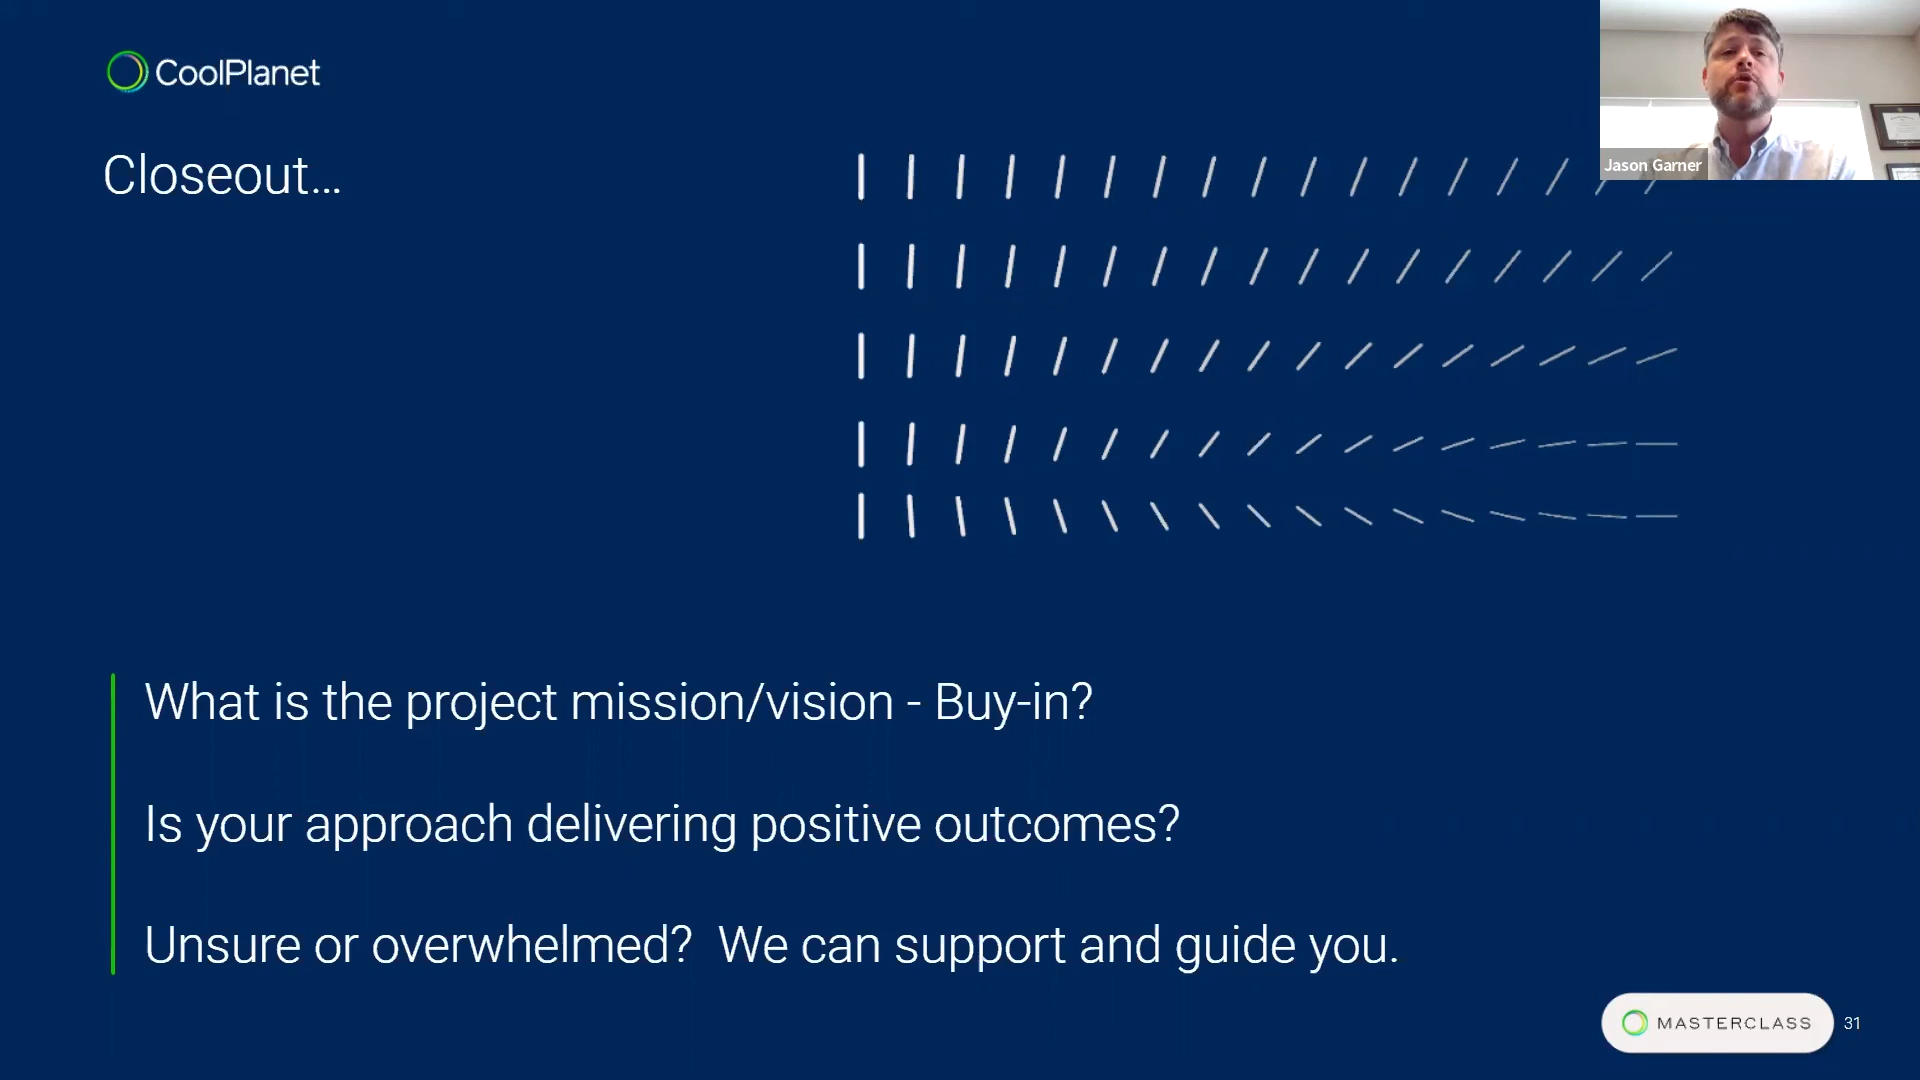 CoolPlanet
Jason Garner
Closeout...
What is the project mission/vision - Buy-in?
Is your approach delivering positive outcomes?
Unsure or overwhelmed?  We can support and guide you.
MASTERCLASS
31